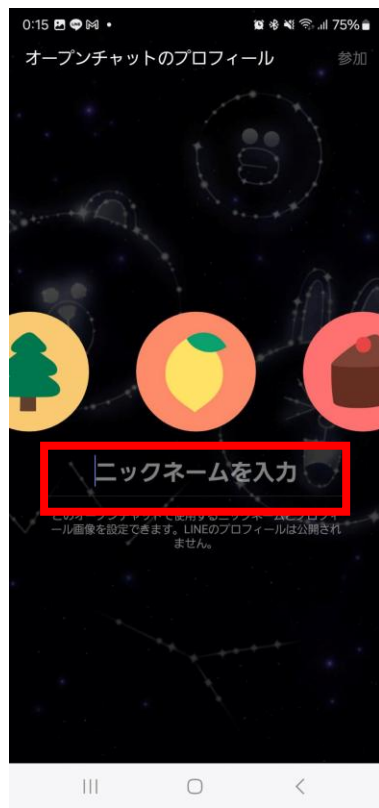 0:15 75%
オープンチャットのプロフィール 参加
ニックネームを入力
このオープンチャットで使用するニックネームとプロフィ
ール画像を設定できます。LINEのプロフィールは公開され
ません。